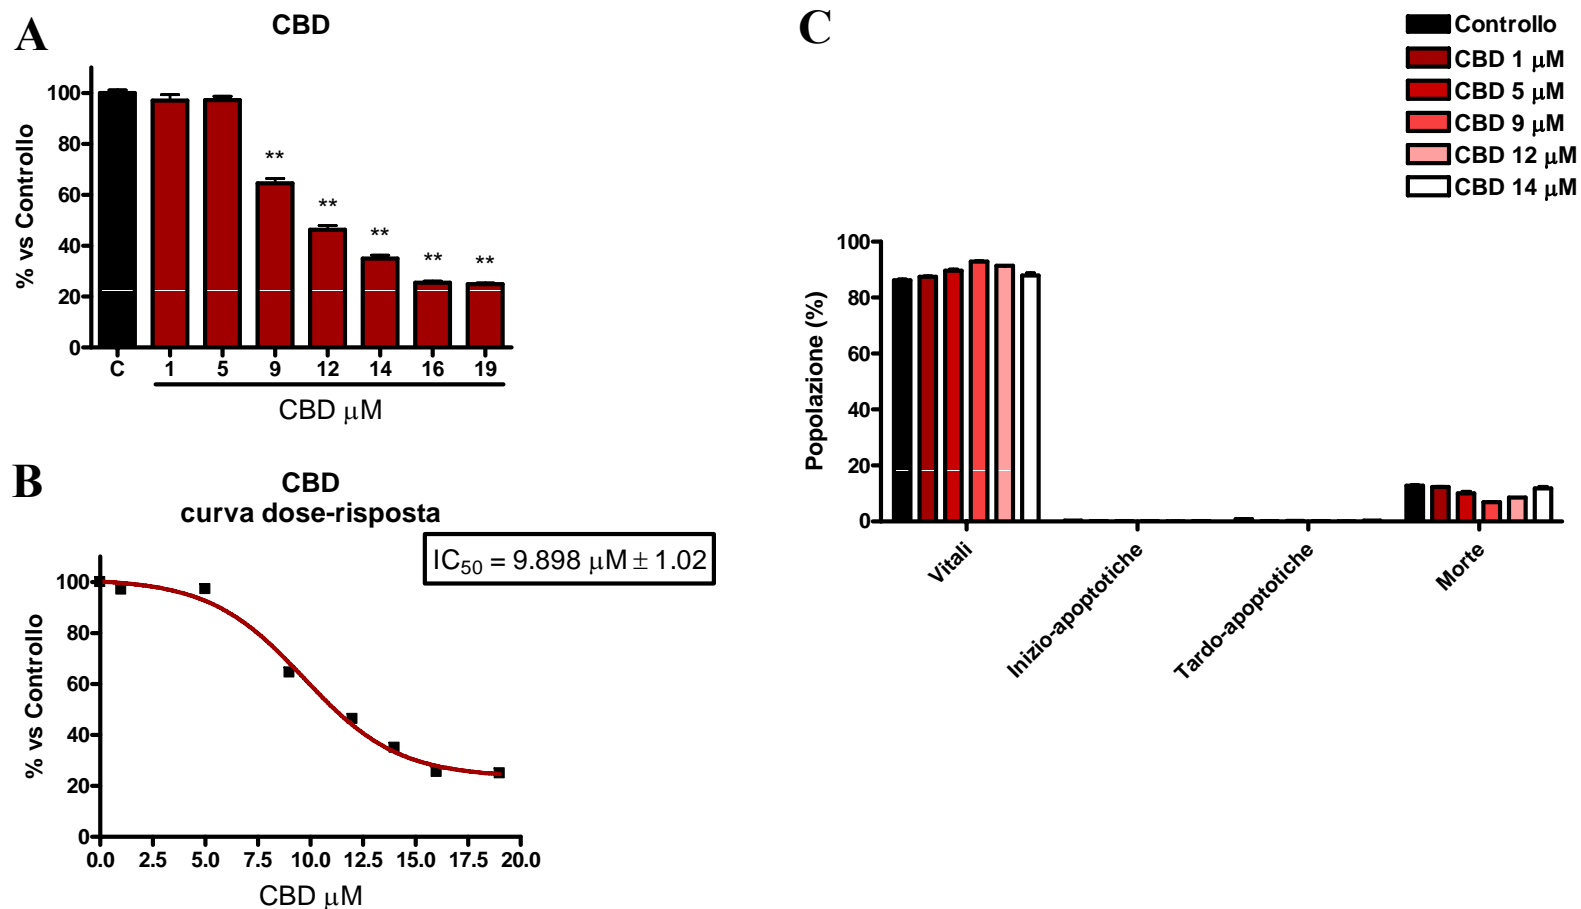 A
CBD
% vs Controllo
100
80
60
40
20
0
**
**
**
**
**
C 1 5 9 12 14 16 19
CBD μM
B
CBD
curva dose-risposta
IC50 = 9.898 μM ± 1.02
% vs Controllo
100
80
60
40
20
0
0.0 2.5 5.0 7.5 10.0 12.5 15.0 17.5 20.0
CBD μM
C
Controllo
CBD 1 μM
CBD 5 μM
CBD 9 μM
CBD 12 μM
CBD 14 μM
Popolazione (%)
100
80
60
40
20
0
Vitali
Inizio-apoptotiche
Tardo-apoptotiche
Morte